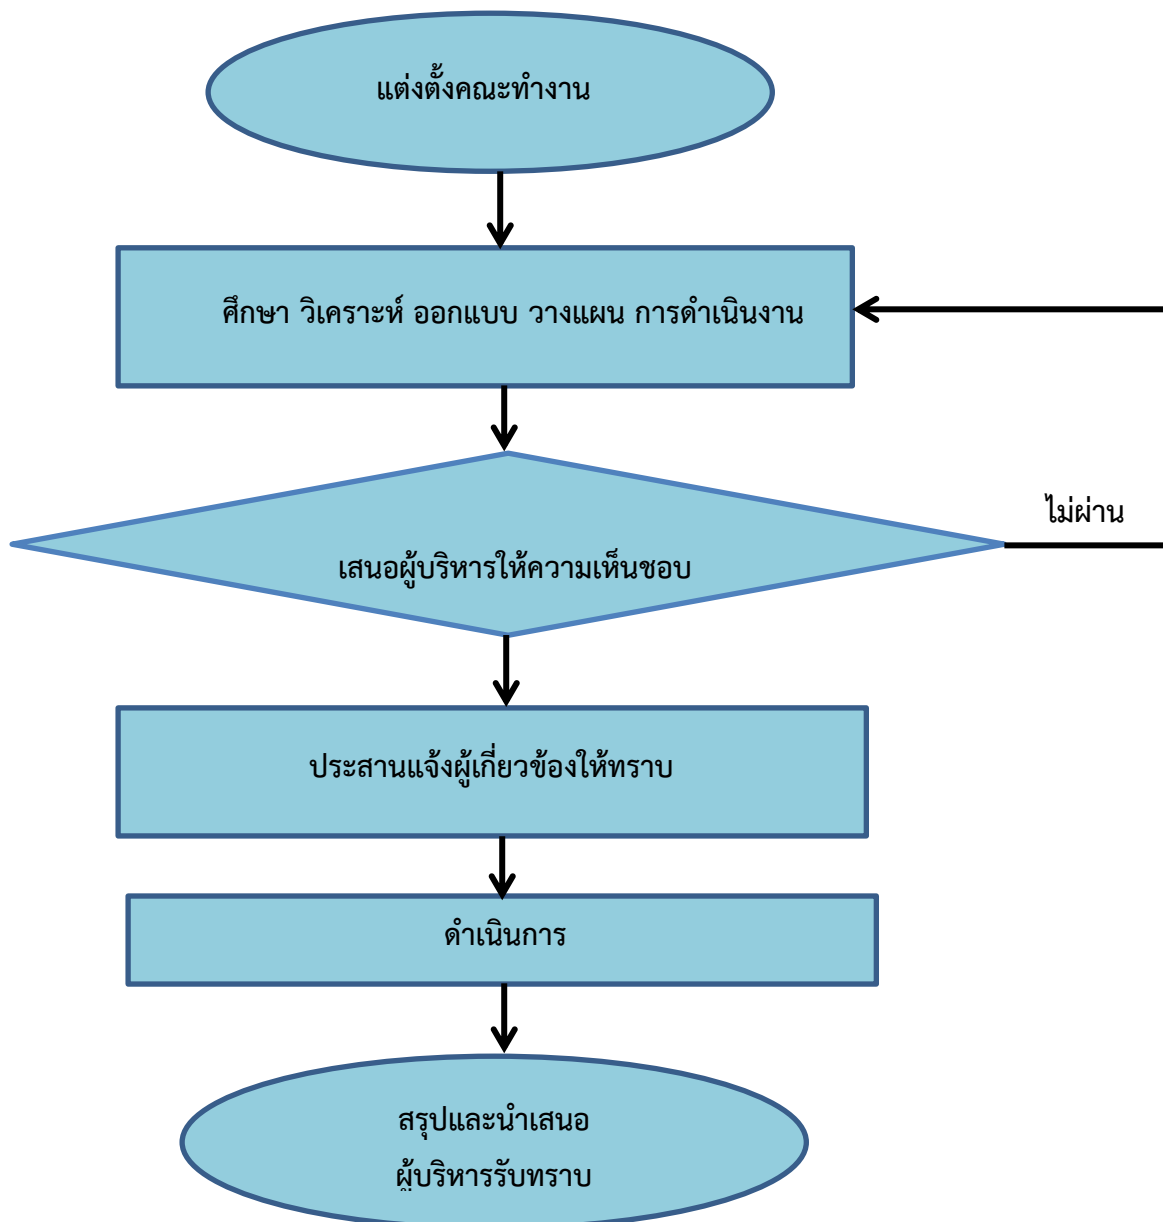 แต่งตั้งคณะทำงาน
ศึกษา วิเคราะห์ ออกแบบ วางแผน การดำเนินงาน
ไม่ผ่าน
เสนอผู้บริหารให้ความเห็นชอบ
ประสานแจ้งผู้เกี่ยวข้องให้ทราบ
ดำเนินการ
สรุปและนำเสนอ
ผู้บริหารรับทราบ